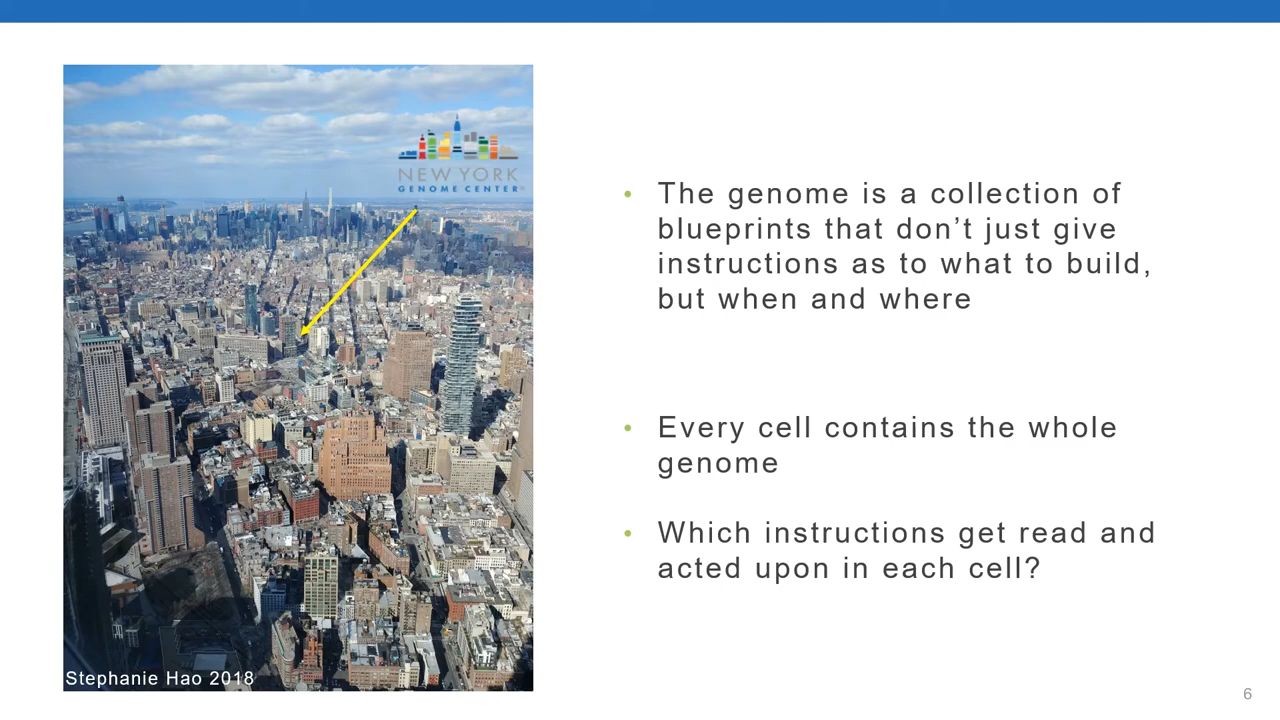 NEW YORK
GENOME CENTER®
Stephanie Hao 2018
• The genome is a collection of
blueprints that don’t just give
instructions as to what to build,
but when and where
• Every cell contains the whole
genome
• Which instructions get read and
acted upon in each cell?
6